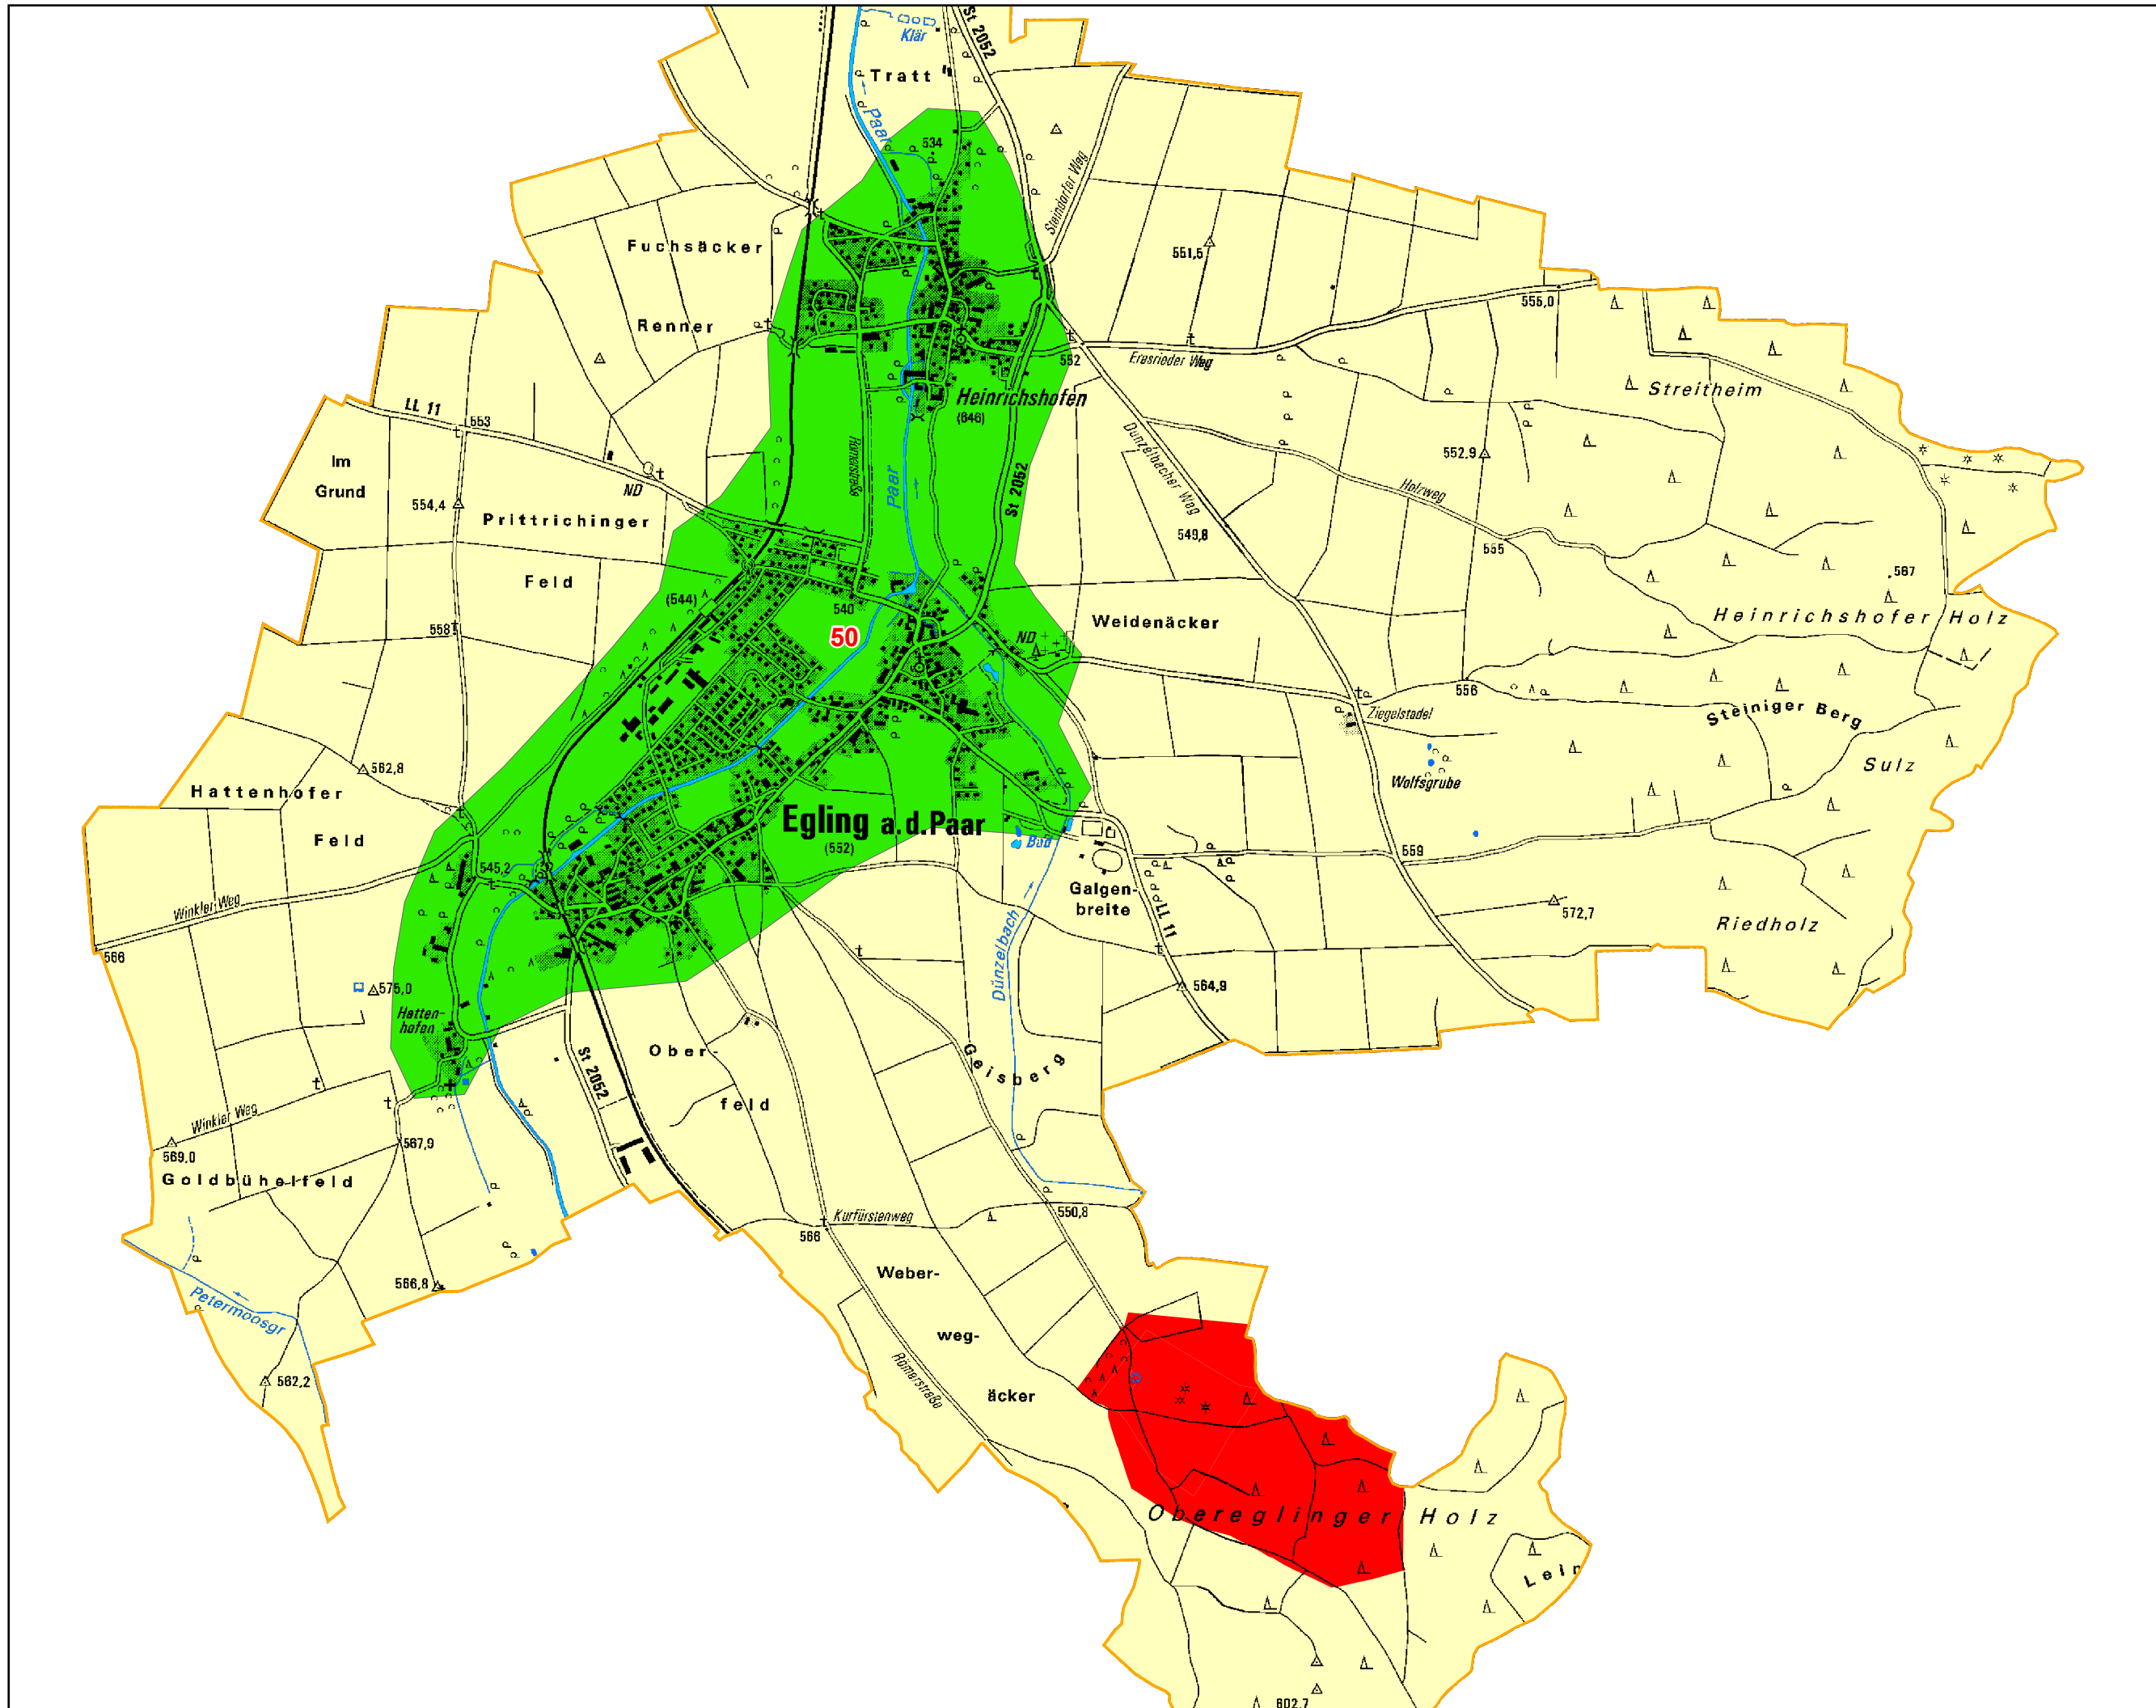 St 2052
Klär
Tratt
Paar
534
Steindorfer Weg
Fuchsäcker
551,5
555,0
Renner
552
Erasrieder Weg
Streitheim
LL 11
553
Heinrichshofen
(646)
Im
Grund
Römerstraße
Dünzelbacher Weg
552,9
ND
554,4
Prittrichinger
Paar
St 2052
Holzweg
549,8
555
Feld
567
(544)
540
Heinrichshofer Holz
558
50
ND
Weidenäcker
556
Ziegelstadel
Steiniger Berg
562,8
Sulz
Hattenhofer
Wolfsgrube
Egling a.d.Paar
(552)
Feld
Bad
559
545,2
Galgen-
breite
Winkler Weg
LL 11
572,7
Riedholz
566
Dünzelbach
575,0
564,9
Hatten-
hofen
Ober-
Geisberg
St 2052
feld
Winkler Weg
567,9
569,0
Goldbühelfeld
550,8
Kurfürstenweg
566
Weber-
566,8
Petermoosgr
weg-
Römerstraße
562,2
äcker
Obereglinger Holz
Lein
602,7